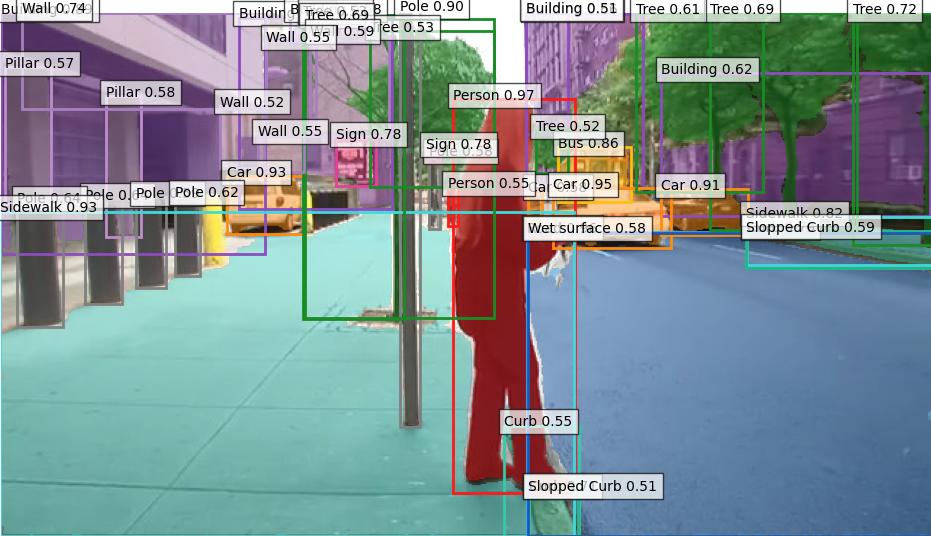 Wall 0.74
Pole 0.90
Building 0.51
Tree 0.61
Tree 0.69
Tree 0.72
Tree 0.69
Wall 0.55
Tree 0.53
Pillar 0.57
Building 0.62
Pillar 0.58
Wall 0.52
Person 0.97
Wall 0.55
Sign 0.78
Tree 0.52
Sign 0.78
Bus 0.86
Car 0.93
Person 0.55
Car 0.95
Car 0.91
Pole
Pole 0.62
Sidewalk 0.93
Sidewalk 0.82
Wet surface 0.58
Slopped Curb 0.59
Curb 0.55
Slopped Curb 0.51